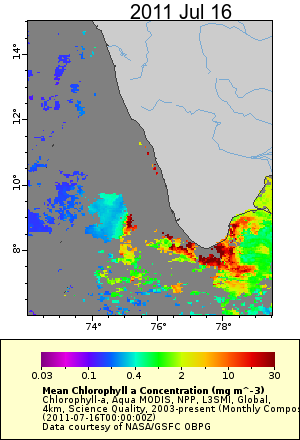 2011 Jul 16
14°
12°
10°
8°
74°
76°
78°
0.03
0.1
0.4
3
10
30
Mean Chlorophyll a Concentration (mg m^-3)
Chlorophyll-a, Aqua MODIS, NPP, L3SMI, Global,
4km, Science Quality, 2003-present (Monthly Compos
(2011-07-16T00:00:00Z)
Data courtesy of NASA/GSFC OBPG